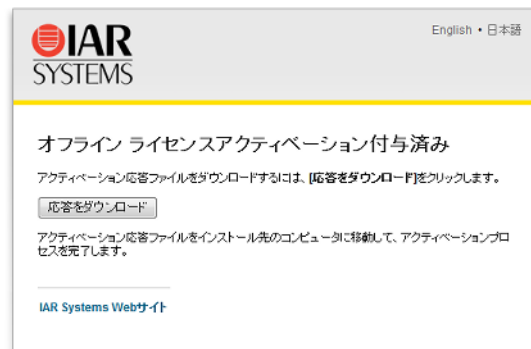 IAR
SYSTEMS
English • 日本語
オフライン ライセンスアクティベーション付与済み
アクティベーション応答ファイルをダウンロードするには、[応答をダウンロード]をクリックします。
応答をダウンロード
アクティベーション応答ファイルをインストール先のコンピュータに移動して、アクティベーションプロ
セスを完了します。
IAR Systems Webサイト